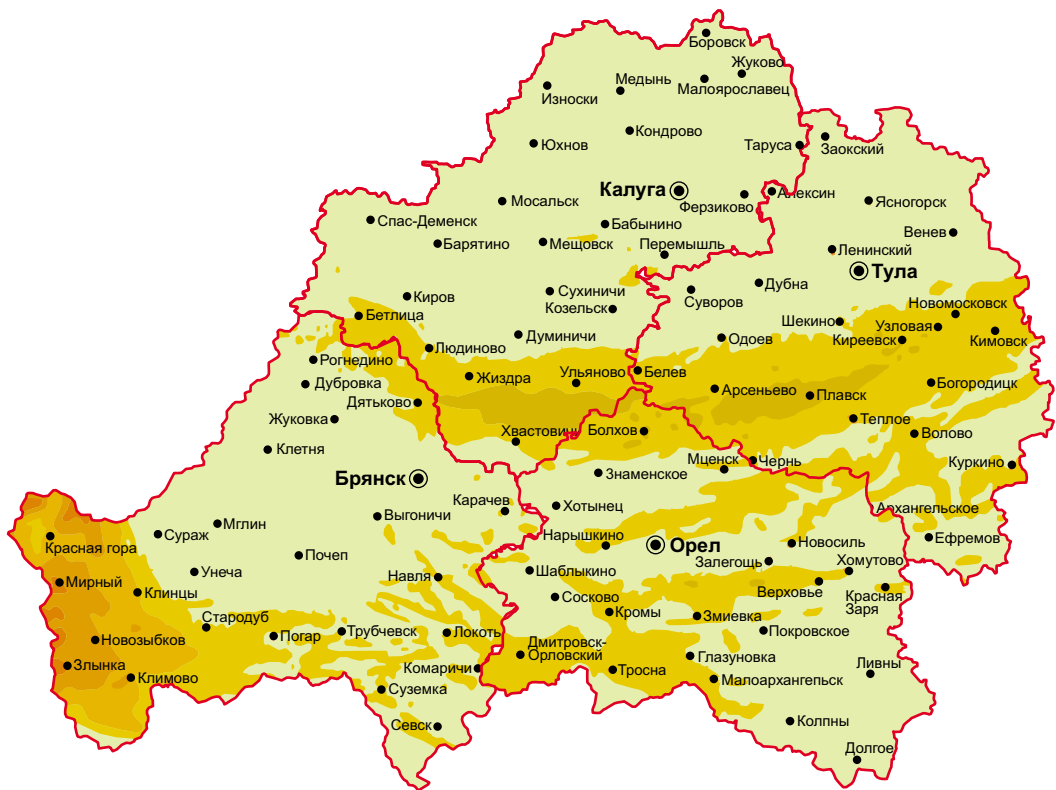 Боровск
Жуково
Медынь
Малоярославец
Износки
Кондрово
Юхнов
Таруса
Заокский
Калуга
Алексин
Ферзиково
Мосальск
Ясногорск
Спас-Деменск
Бабынино
Венев
Барятино
Мещовск
Перемышль
Ленинский
Тула
Дубна
Суворов
Сухиничи
Киров
Козельск
Новомосковск
Бетлица
Шекино
Узловая
Думиничи
Одоев
Киреевск
Кимовск
Людиново
Рогнедино
Жиздра
Ульяново
Белев
Дубровка
Арсеньево
Плавск
Богородицк
Дятьково
Жуковка
Хвастовичи
Болхов
Теплое
Волово
Клетня
Мценск
Чернь
Куркино
Знаменское
Брянск
Карачев
Хотынец
Архангельское
Выгоничи
Мглин
Сураж
Красная гора
Нарышкино
Орел
Новосиль
Ефремов
Почеп
Залегощь
Хомутово
Унеча
Навля
Шаблыкино
Мирный
Клинцы
Верховье
Красная
Заря
Сосково
Кромы
Змиевка
Стародуб
Погар
Трубчевск
Локоть
Покровское
Новозыбков
Дмитровск-
Орловский
Глазуновка
Злынка
Комаричи
Тросна
Ливны
Климово
Малоархангельск
Суземка
Севск
Колпны
Долгое